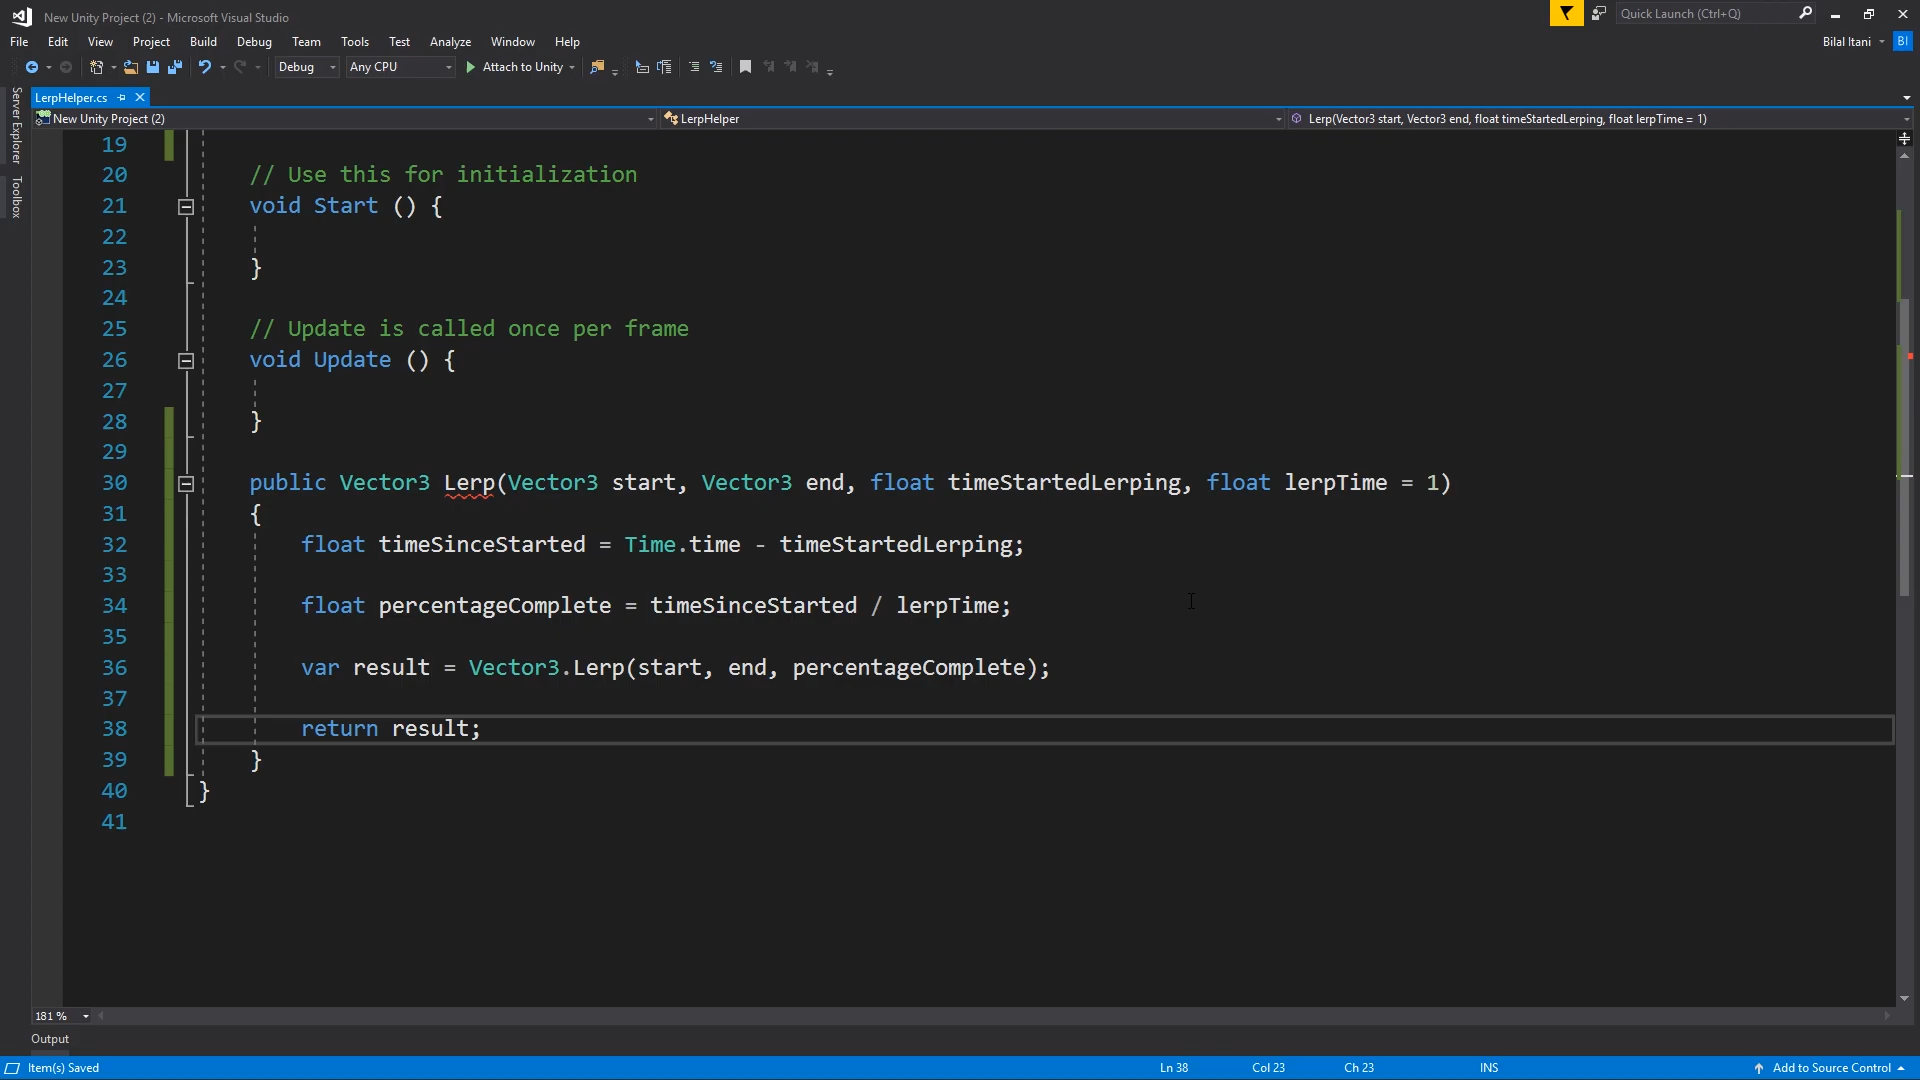 New Unity Project (2) - Microsoft Visual Studio
Quick Launch (Ctrl+Q)
File Edit View Project Build Debug Team Tools Test Analyze Window Help
Bilal Itani BI
Debug Any CPU Attach to Unity
Server Explorer
Toolbox
LerpHelper.cs
New Unity Project (2) LerpHelper Lerp(Vector3 start, Vector3 end, float timeStartedLerping, float lerpTime = 1)
19
20 // Use this for initialization
21 void Start () {
22
23 }
24
25 // Update is called once per frame
26 void Update () {
27
28 }
29
30 public Vector3 Lerp(Vector3 start, Vector3 end, float timeStartedLerping, float lerpTime = 1)
31 {
32 float timeSinceStarted = Time.time - timeStartedLerping;
33
34 float percentageComplete = timeSinceStarted / lerpTime;
35
36 var result = Vector3.Lerp(start, end, percentageComplete);
37
38 return result;
39 }
40 }
41
181 %
Output
Item(s) Saved Ln 38 Col 23 Ch 23 INS Add to Source Control